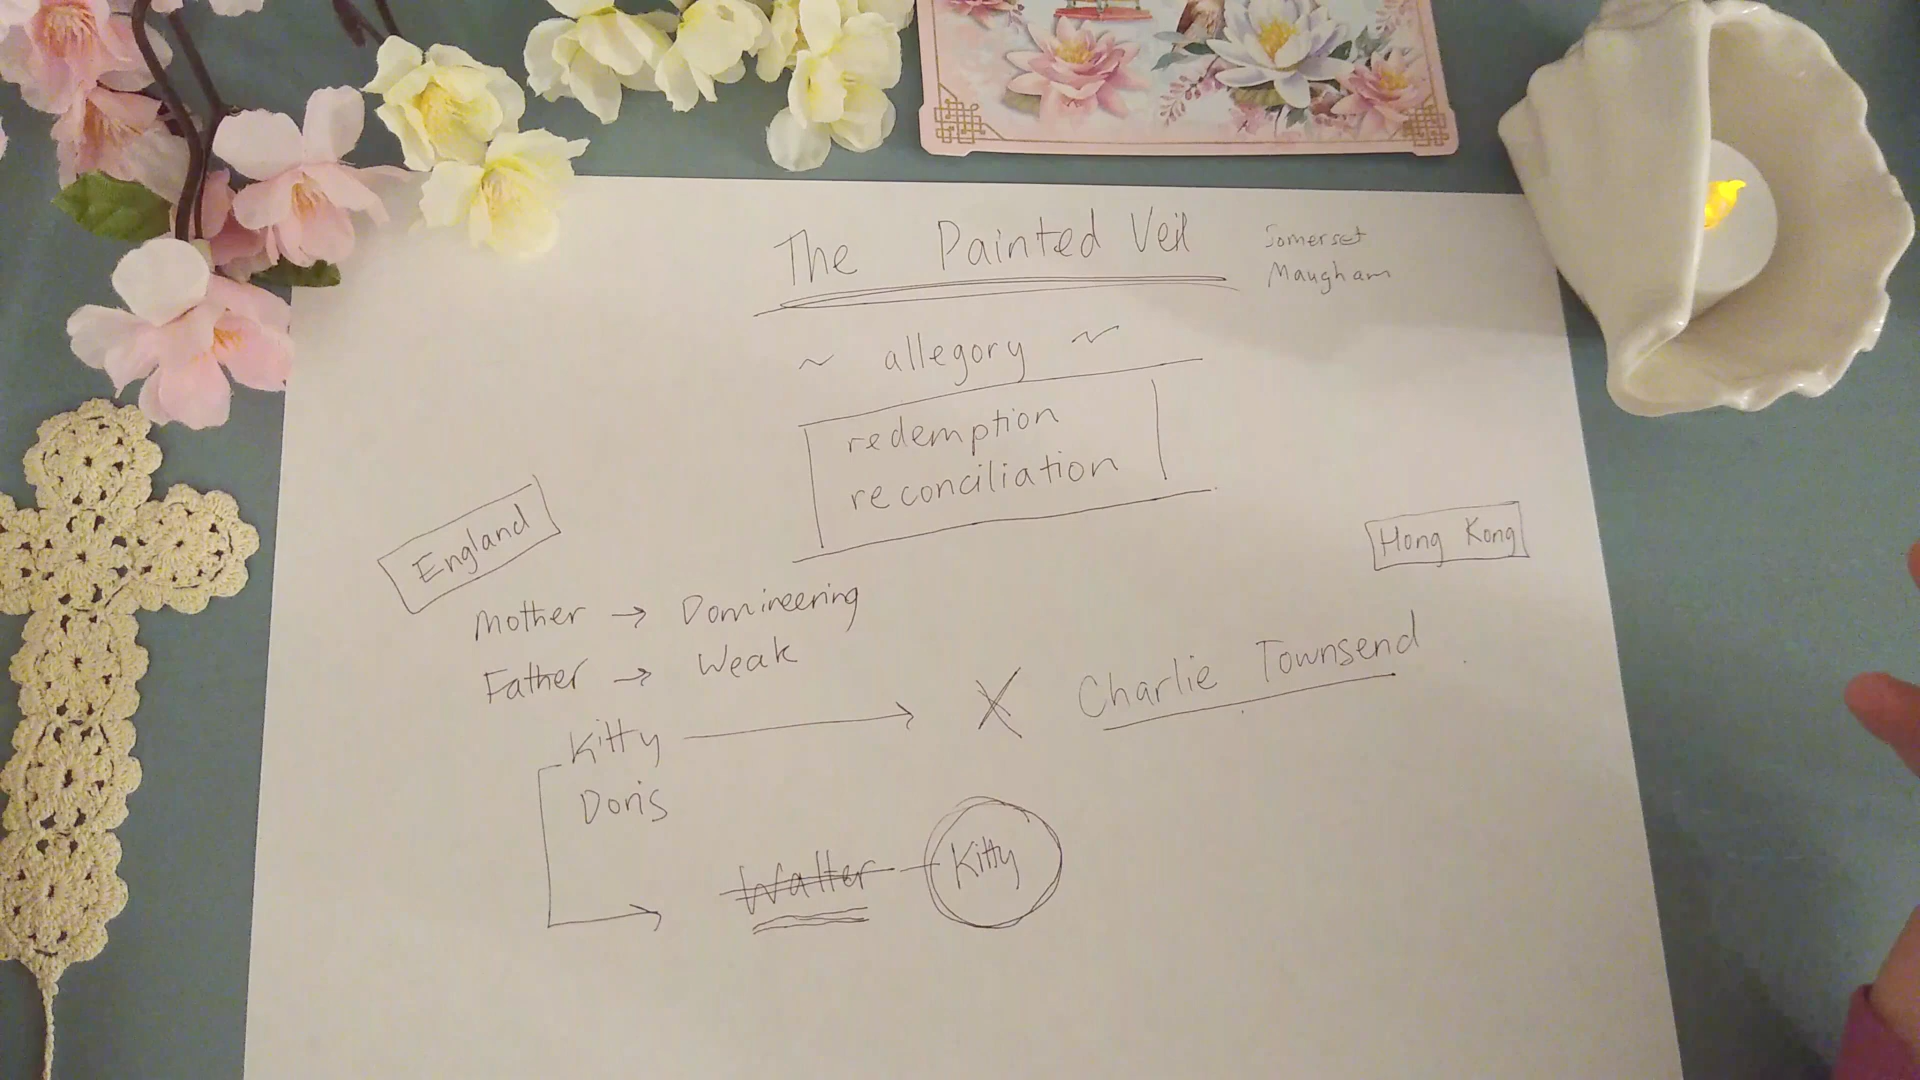 The Painted Veil
Somerset
Maugham
~ allegory ~
redemption
reconciliation
England
Hong Kong
Mother → Domineering
Father → Weak
Kitty → X Charlie Townsend
Doris
Walter - Kitty